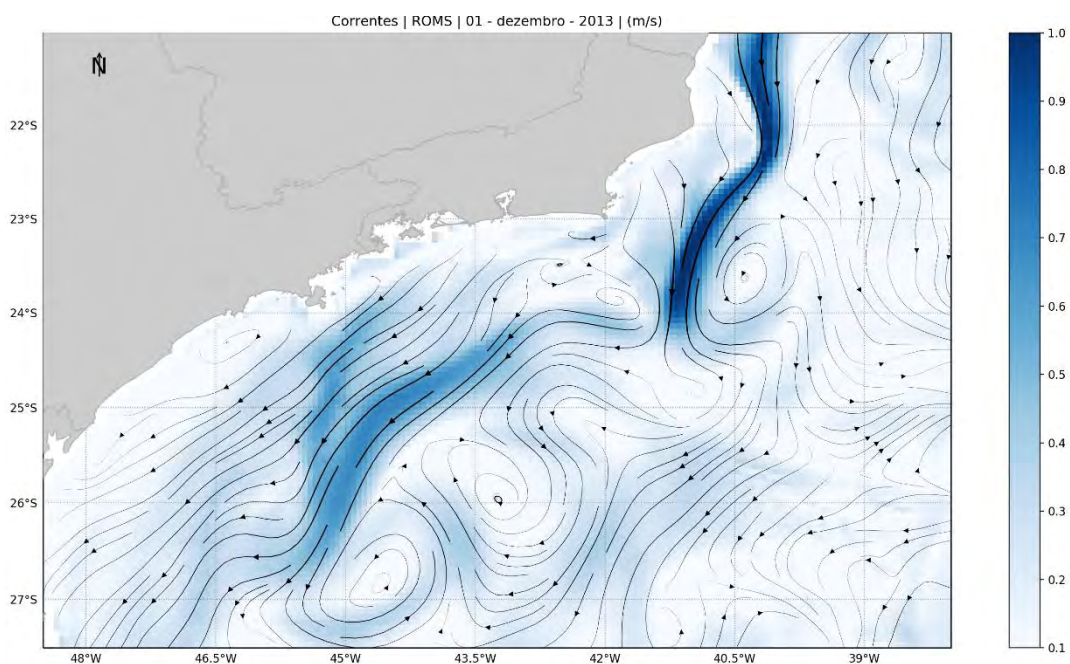 Correntes | ROMS | 01 - dezembro - 2013 | (m/s)
N
22°S
23°S
24°S
25°S
26°S
27°S
48°W 46.5°W 45°W 43.5°W 42°W 40.5°W 39°W
1.0
0.9
0.8
0.7
0.6
0.5
0.4
0.3
0.2
0.1